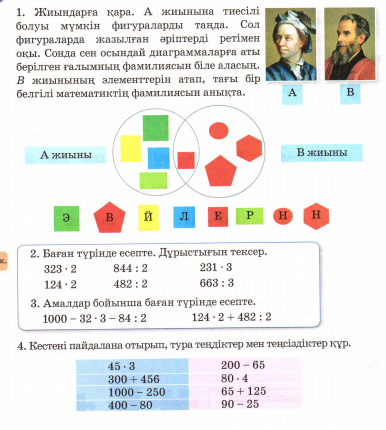 1. Жиындарға қара. А жиынына тиесілі
болуы мүмкін фигураларды таңда. Сол
фигураларда жазылған әріптерді ретімен
оқы. Сонда сен осындай диаграммаларға аты
берілген ғалымның фамилиясын біле аласың.
В жиынының элементтерін атап, тағы бір
белгілі математиктің фамилиясын анықта.
А В
А жиыны
В жиыны
Э В Й Л Е Р Н Н
2. Баған түрінде есепте. Дұрыстығын тексер.
323 · 2 844 : 2 231 · 3
124 · 2 482 : 2 663 : 3
3. Амалдар бойынша баған түрінде есепте.
1000 – 32 · 3 – 84 : 2 124 · 2 + 482 : 2
4. Кестені пайдалана отырып, тура теңдіктер мен теңсіздіктер құр.
45 · 3 200 – 65
300 + 456 80 · 4
1000 – 250 65 + 125
400 – 80 90 – 25
ж.